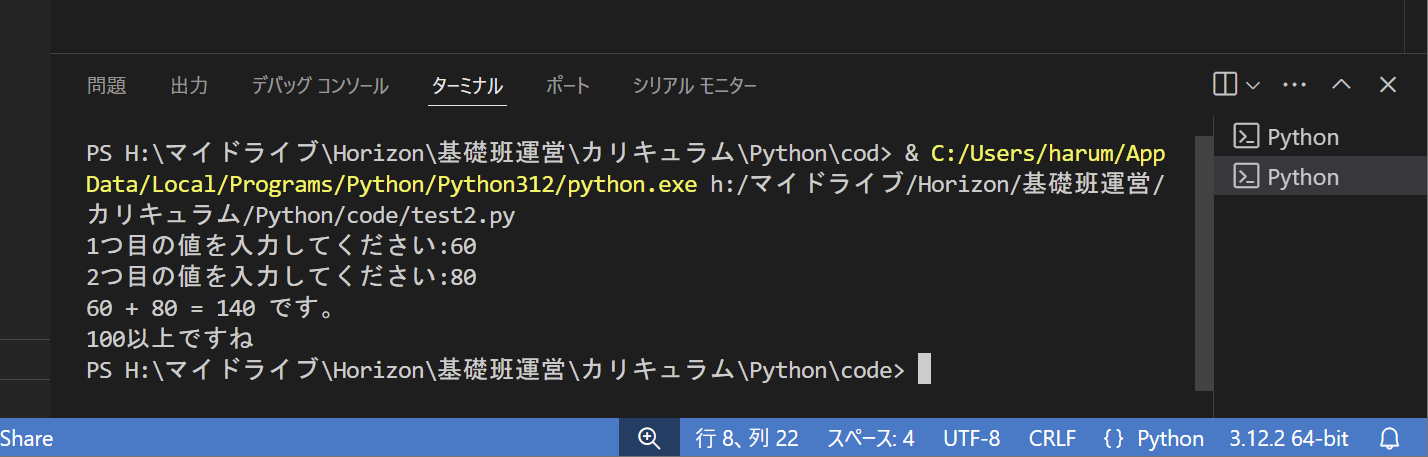 問題 出力 デバッグ コンソール ターミナル ポート シリアル モニター
PS H:\マイドライブ\Horizon\基礎班運営\カリキュラム\Python\cod> & C:/Users/harum/App
Data/Local/Programs/Python/Python312/python.exe h:/マイドライブ/Horizon/基礎班運営/
カリキュラム/Python/code/test2.py
1つ目の値を入力してください:60
2つ目の値を入力してください:80
60 + 80 = 140 です。
100以上ですね
PS H:\マイドライブ\Horizon\基礎班運営\カリキュラム\Python\code>
Python
Python
Share 行 8、列 22 スペース: 4 UTF-8 CRLF {} Python 3.12.2 64-bit